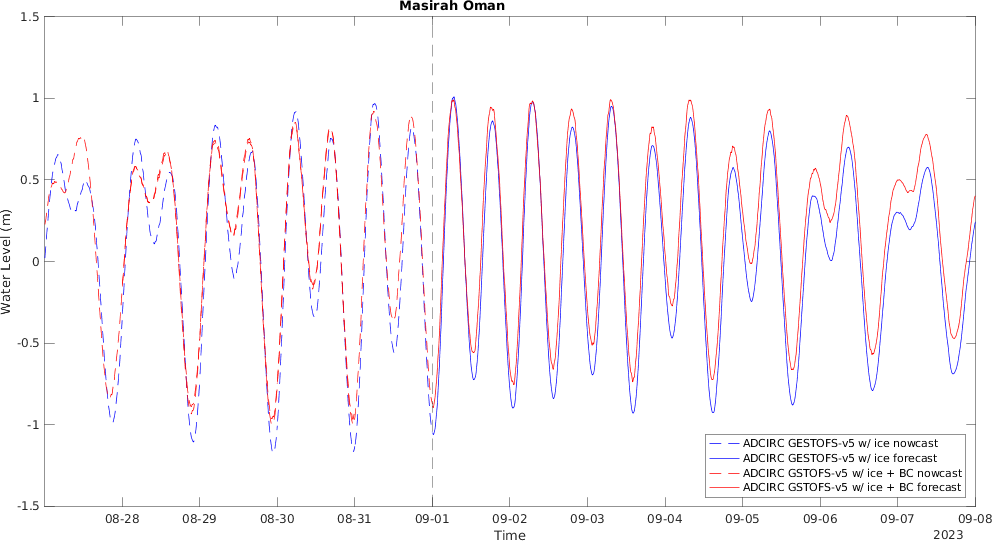 Masirah Oman
1.5
1
0.5
0
-0.5
-1
-1.5
Water Level (m)
08-28
08-29
08-30
08-31
09-01
09-02
09-03
09-04
09-05
09-06
09-07
09-08
Time
2023
ADCIRC GESTOFS-v5 w/ ice nowcast
ADCIRC GESTOFS-v5 w/ ice forecast
ADCIRC GSTOFS-v5 w/ ice + BC nowcast
ADCIRC GSTOFS-v5 w/ ice + BC forecast